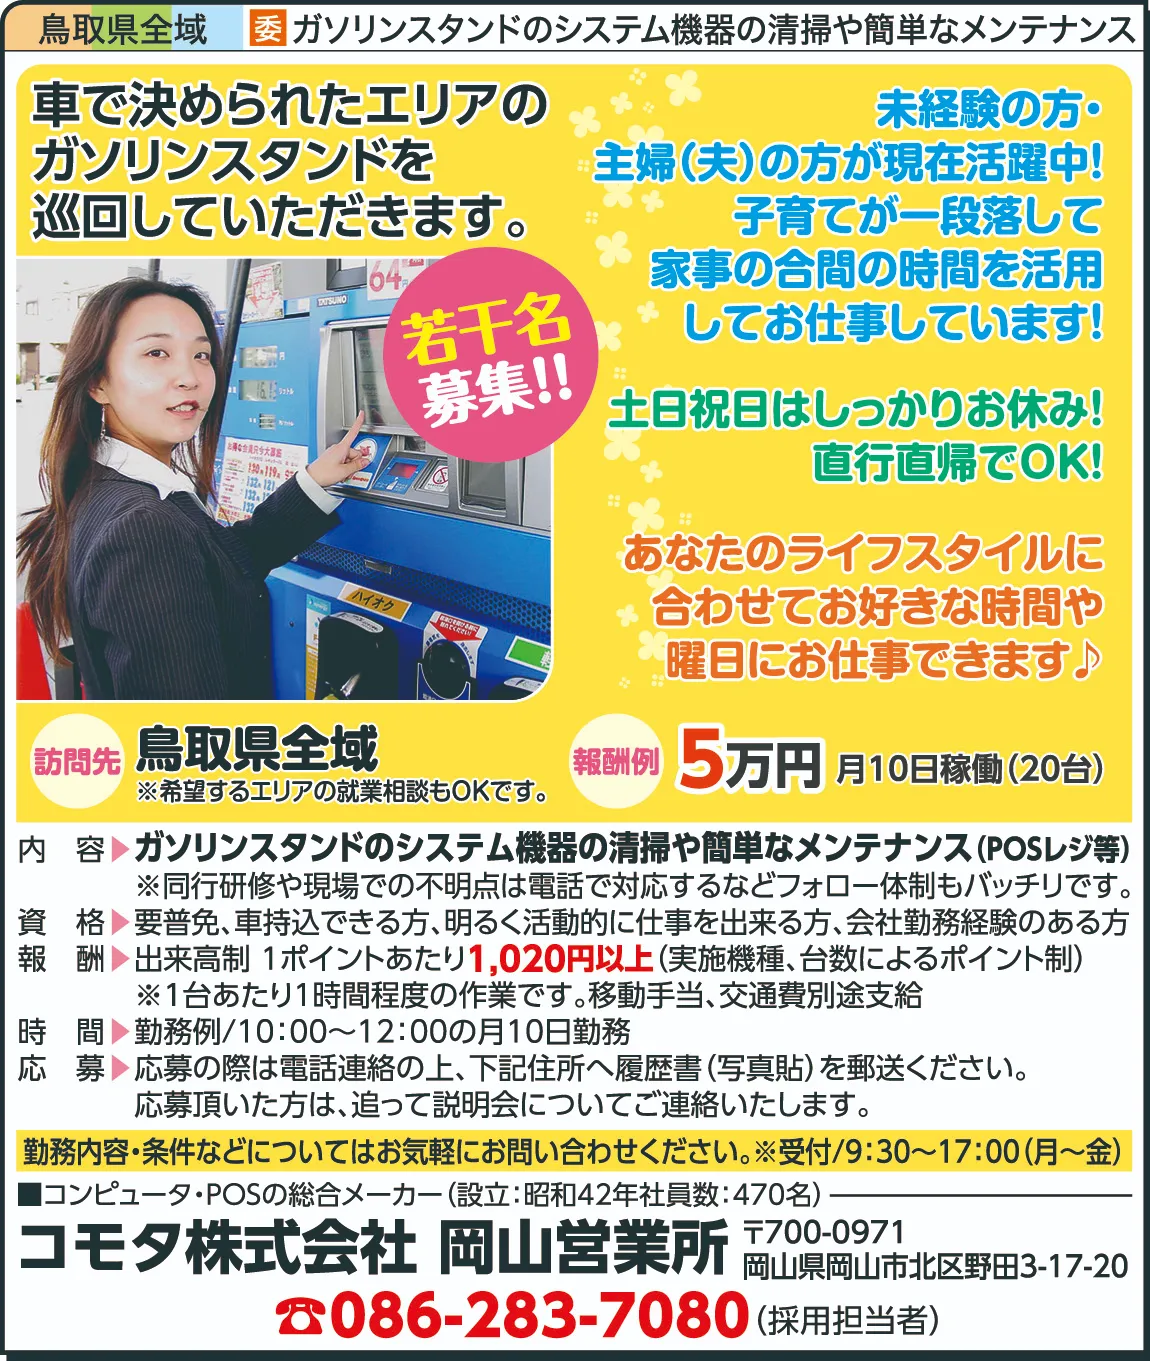 鳥取県全域 委 ガソリンスタンドのシステム機器の清掃や簡単なメンテナンス
車で決められたエリアの
ガソリンスタンドを
巡回していただきます。
未経験の方・
主婦(夫)の方が現在活躍中!
子育てが一段落して
家事の合間の時間を活用
してお仕事しています!
土日祝日はしっかりお休み!
直行直帰でOK!
あなたのライフスタイルに
合わせてお好きな時間や
曜日にお仕事できます♪
若干名
募集!!
TATSUNO
64
円
リットル
ハイオク
訪問先 鳥取県全域
※希望するエリアの就業相談もOKです。
報酬例 5万円 月10日稼働(20台)
内 容▶ガソリンスタンドのシステム機器の清掃や簡単なメンテナンス(POSレジ等)
※同行研修や現場での不明点は電話で対応するなどフォロー体制もバッチリです。
資 格▶要普免、車持込できる方、明るく活動的に仕事を出来る方、会社勤務経験のある方
報 酬▶出来高制 1ポイントあたり1,020円以上(実施機種、台数によるポイント制)
※1台あたり1時間程度の作業です。移動手当、交通費別途支給
時 間▶勤務例/10:00〜12:00の月10日勤務
応 募▶応募の際は電話連絡の上、下記住所へ履歴書(写真貼)を郵送ください。
応募頂いた方は、追って説明会についてご連絡いたします。
勤務内容・条件などについてはお気軽にお問い合わせください。※受付/9:30〜17:00(月〜金)
■コンピュータ・POSの総合メーカー(設立:昭和42年社員数:470名)
コモタ株式会社 岡山営業所
〒700-0971
岡山県岡山市北区野田3-17-20
☎086-283-7080(採用担当者)